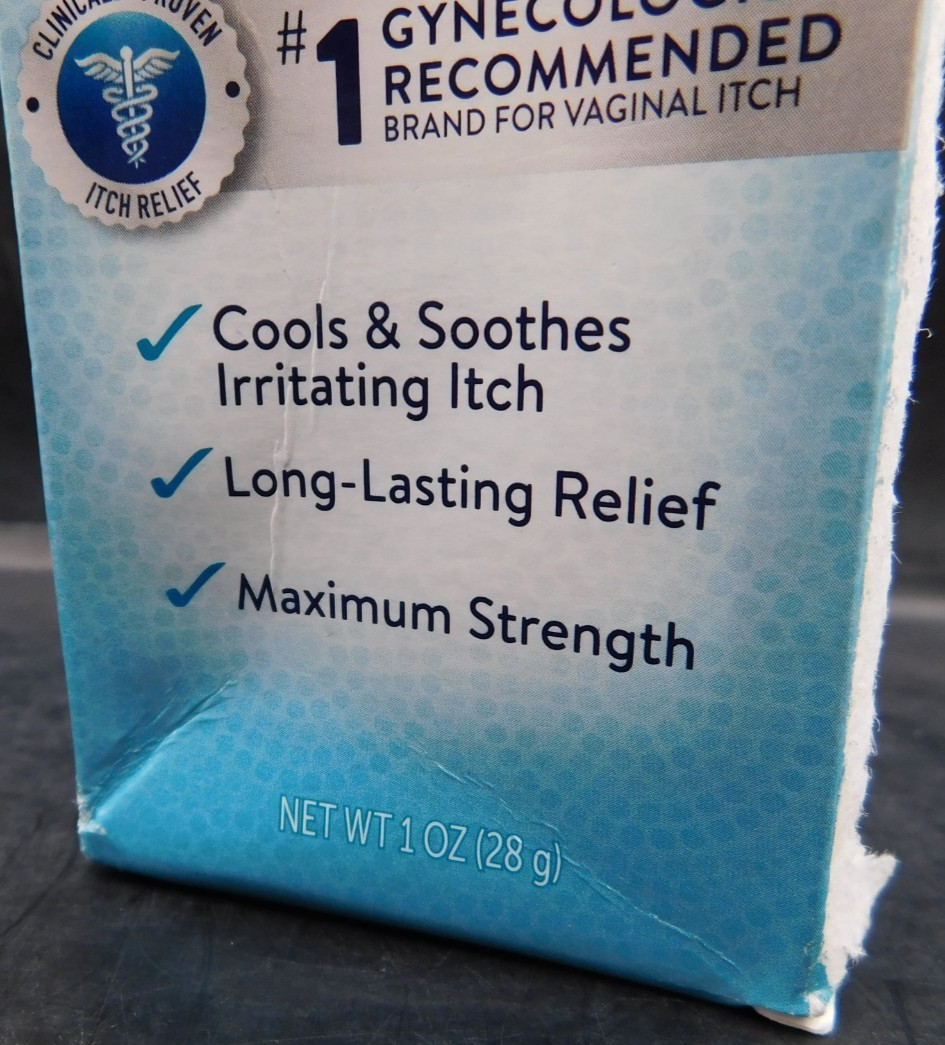 ITCH RELIEF
#1
RECOMMENDED
BRAND FOR VAGINAL ITCH
✓ Cools & Soothes
Irritating Itch
✓ Long-Lasting Relief
✓ Maximum Strength
NET WT 1 OZ (28 g)